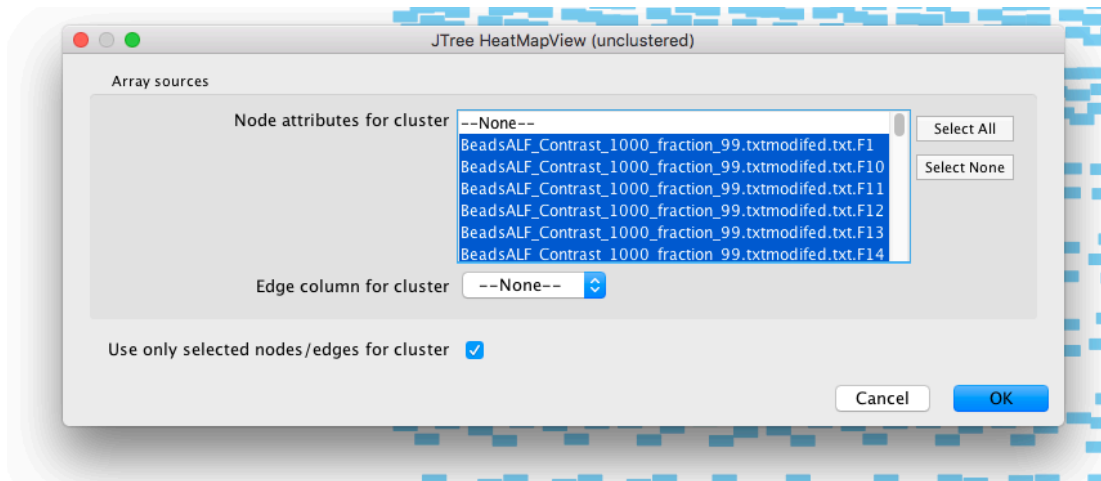 JTree HeatMapView (unclustered)
Array sources
Node attributes for cluster
--None--
BeadsALF_Contrast_1000_fraction_99.txtmodifed.txt.F1
BeadsALF_Contrast_1000_fraction_99.txtmodifed.txt.F10
BeadsALF_Contrast_1000_fraction_99.txtmodifed.txt.F11
BeadsALF_Contrast_1000_fraction_99.txtmodifed.txt.F12
BeadsALF_Contrast_1000_fraction_99.txtmodifed.txt.F13
BeadsALF_Contrast_1000_fraction_99.txtmodifed.txt.F14
Select All
Select None
Edge column for cluster
--None--
Use only selected nodes/edges for cluster
Cancel
OK